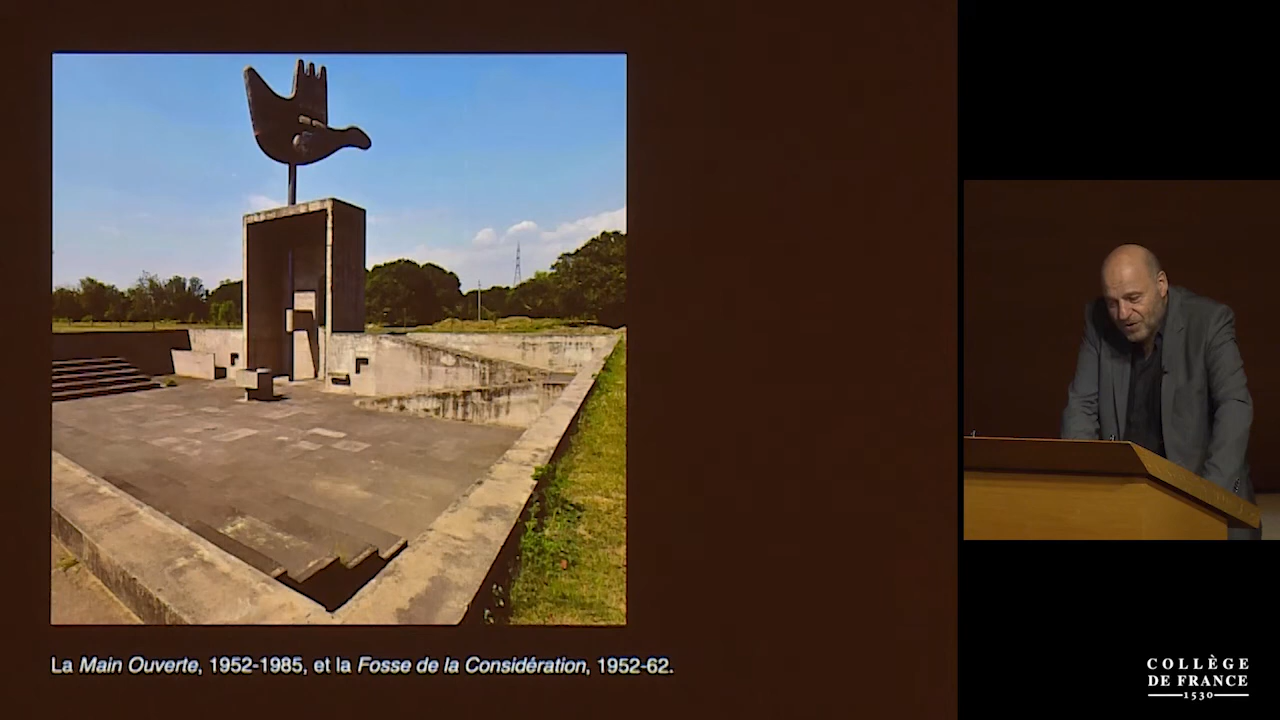 La Main Ouverte, 1952-1985, et la Fosse de la Considération, 1952-62.
COLLÈGE
DE FRANCE
1530